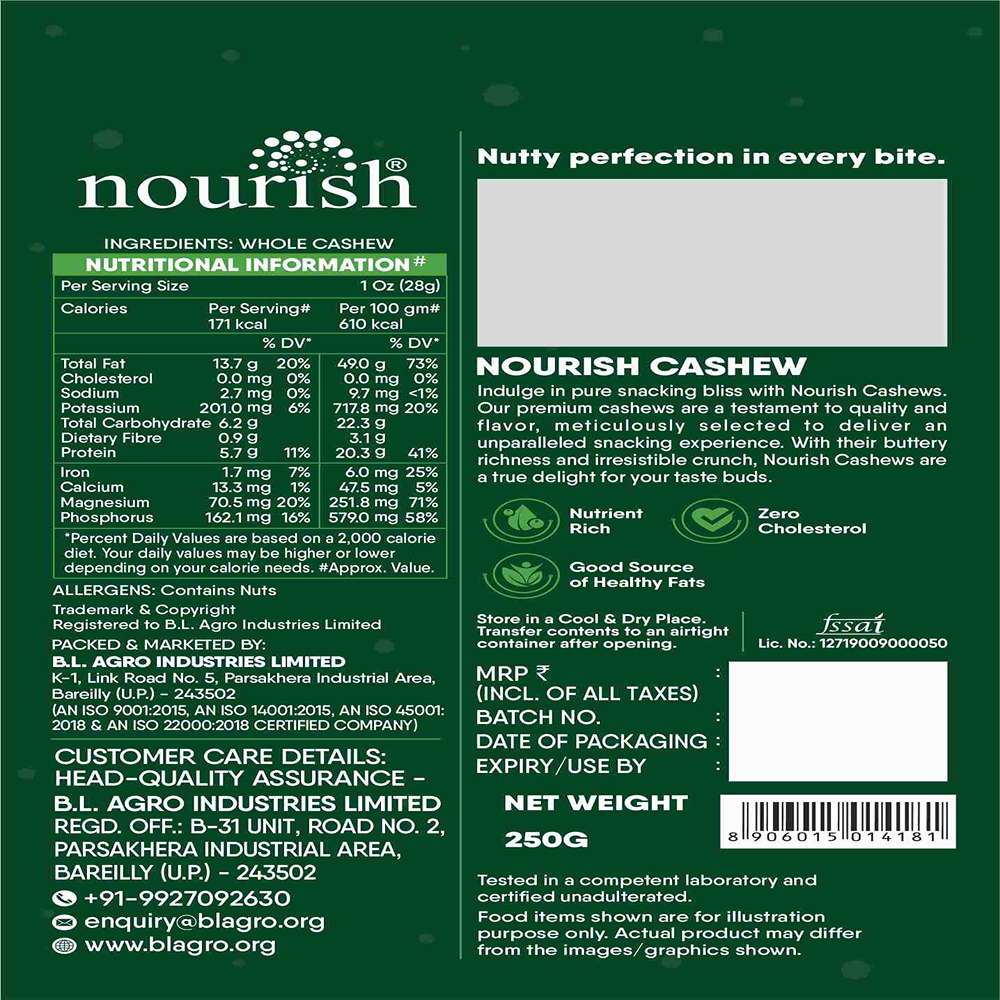 nourish®
INGREDIENTS: WHOLE CASHEW
NUTRITIONAL INFORMATION#
Per Serving Size 1 Oz (28g)
Calories Per Serving# Per 100 gm#
171 kcal 610 kcal
% DV* % DV*
Total Fat 13.7 g 20% 49.0 g 73%
Cholesterol 0.0 mg 0% 0.0 mg 0%
Sodium 2.7 mg 0% 9.7 mg <1%
Potassium 201.0 mg 6% 717.8 mg 20%
Total Carbohydrate 6.2 g 22.3 g
Dietary Fibre 0.9 g 3.1 g
Protein 5.7 g 11% 20.3 g 41%
Iron 1.7 mg 7% 6.0 mg 25%
Calcium 13.3 mg 1% 47.5 mg 5%
Magnesium 70.5 mg 20% 251.8 mg 71%
Phosphorus 162.1 mg 16% 579.0 mg 58%
*Percent Daily Values are based on a 2,000 calorie
diet. Your daily values may be higher or lower
depending on your calorie needs. #Approx. Value.
ALLERGENS: Contains Nuts
Trademark & Copyright
Registered to B.L. Agro Industries Limited
PACKED & MARKETED BY:
B.L. AGRO INDUSTRIES LIMITED
K-1, Link Road No. 5, Parsakhera Industrial Area,
Bareilly (U.P.) - 243502
(AN ISO 9001:2015, AN ISO 14001:2015, AN ISO 45001:
2018 & AN ISO 22000:2018 CERTIFIED COMPANY)
CUSTOMER CARE DETAILS:
HEAD-QUALITY ASSURANCE -
B.L. AGRO INDUSTRIES LIMITED
REGD. OFF.: B-31 UNIT, ROAD NO. 2,
PARSAKHERA INDUSTRIAL AREA,
BAREILLY (U.P.) - 243502
+91-9927092630
enquiry@blagro.org
www.blagro.org
Nutty perfection in every bite.
NOURISH CASHEW
Indulge in pure snacking bliss with Nourish Cashews.
Our premium cashews are a testament to quality and
flavor, meticulously selected to deliver an
unparalleled snacking experience. With their buttery
richness and irresistible crunch, Nourish Cashews are
a true delight for your taste buds.
Nutrient
Rich
Zero
Cholesterol
Good Source
of Healthy Fats
Store in a Cool & Dry Place.
Transfer contents to an airtight
container after opening.
fssai
Lic. No.: 12719009000050
MRP ₹ :
(INCL. OF ALL TAXES)
BATCH NO. :
DATE OF PACKAGING :
EXPIRY/USE BY :
NET WEIGHT
250G
8 906015 014181
Tested in a competent laboratory and
certified unadulterated.
Food items shown are for illustration
purpose only. Actual product may differ
from the images/graphics shown.